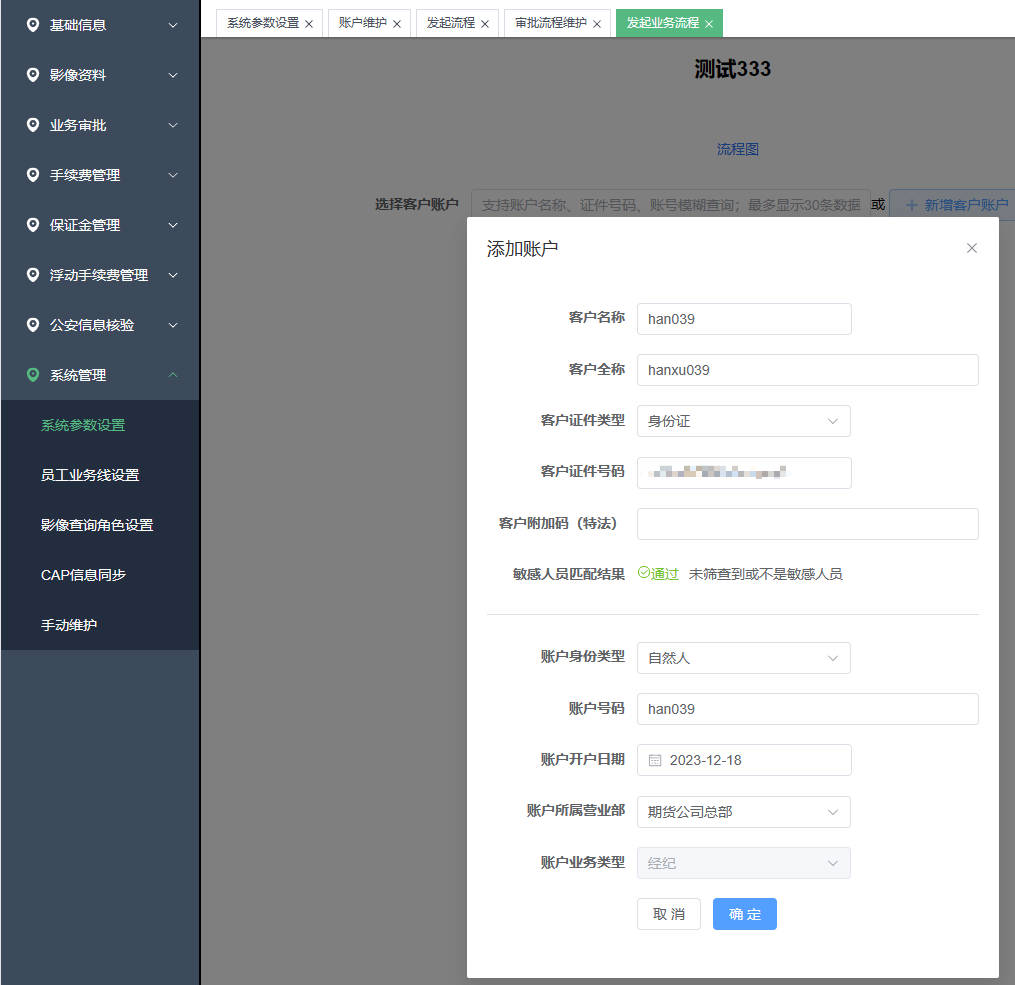 基础信息
影像资料
业务审批
手续费管理
保证金管理
浮动手续费管理
公安信息核验
系统管理
系统参数设置
员工业务线设置
影像查询角色设置
CAP信息同步
手动维护
系统参数设置 账户维护 发起流程 审批流程维护 发起业务流程
测试333
流程图
选择客户账户 支持账户名称、证件号码、账号模糊查询；最多显示30条数据 或 新增客户账户
添加账户
客户名称 han039
客户全称 hanxu039
客户证件类型 身份证
客户证件号码
客户附加码（特法）
敏感人员匹配结果 通过 未筛查到或不是敏感人员
账户身份类型 自然人
账户号码 han039
账户开户日期 2023-12-18
账户所属营业部 期货公司总部
账户业务类型 经纪
取 消 确 定